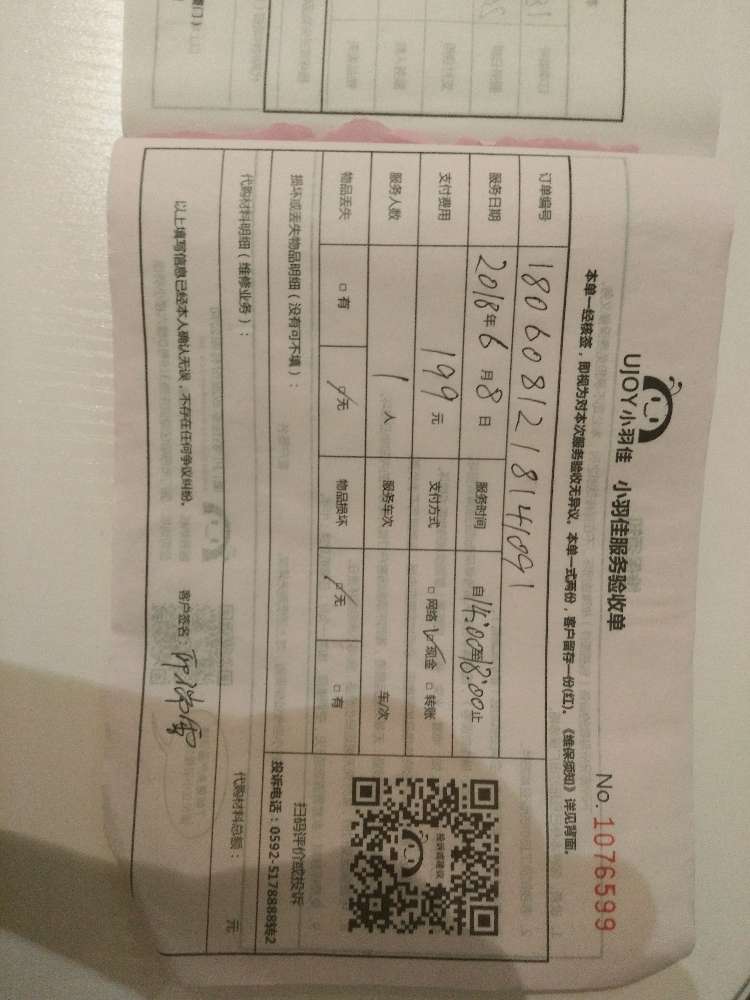 UJOY小羽佳 小羽佳服务验收单
No.1076599
本单一经核签，即视为对本次服务验收无异议。本单一式两份，客户留存一份(红)。《维保须知》详见背面。
订单编号 180608121814091
服务日期 2018年6月8日 服务时间 自14:00至18:00止
支付费用 199元 支付方式 □网络 ☑现金 □转账
服务人数 1人 服务车次 车/次
物品丢失 □有 ☑无 物品损坏 ☑无 □有
投诉或建议
扫码评价或投诉
投诉电话：0592-5178888转2
损坏或丢失物品明细（没有可不填）：
代购材料明细（维修业务）： 代购材料总额： 元
以上填写信息已经本人确认无误，不存在任何争议纠纷。 客户签名：